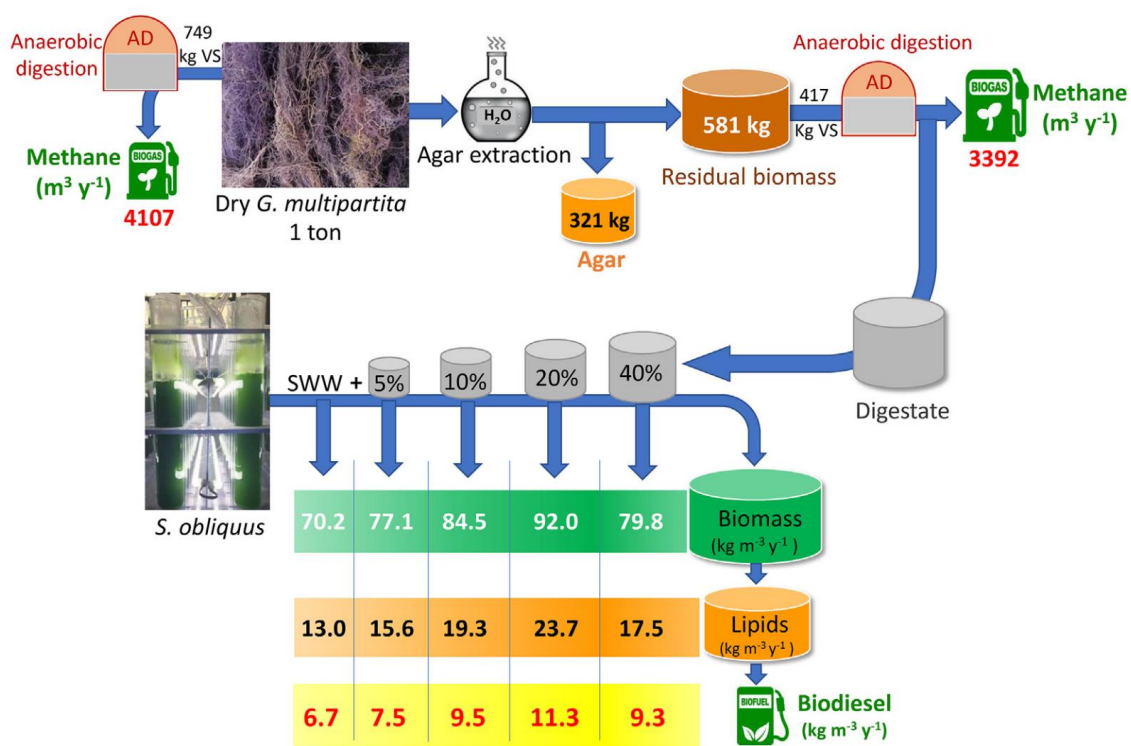 Anaerobic
digestion
AD
749
kg VS
BIOGAS
Methane
(m³ y⁻¹)
4107
Dry G. multipartita
1 ton
H₂O
Agar extraction
321 kg
Agar
581 kg
Residual biomass
417
Kg VS
Anaerobic digestion
AD
BIOGAS
Methane
(m³ y⁻¹)
3392
Digestate
S. obliquus
SWW + 5% 10% 20% 40%
70.2 77.1 84.5 92.0 79.8
Biomass
(kg m⁻³ y⁻¹ )
13.0 15.6 19.3 23.7 17.5
Lipids
(kg m⁻³ y⁻¹ )
6.7 7.5 9.5 11.3 9.3
BIOFUEL
Biodiesel
(kg m⁻³ y⁻¹)